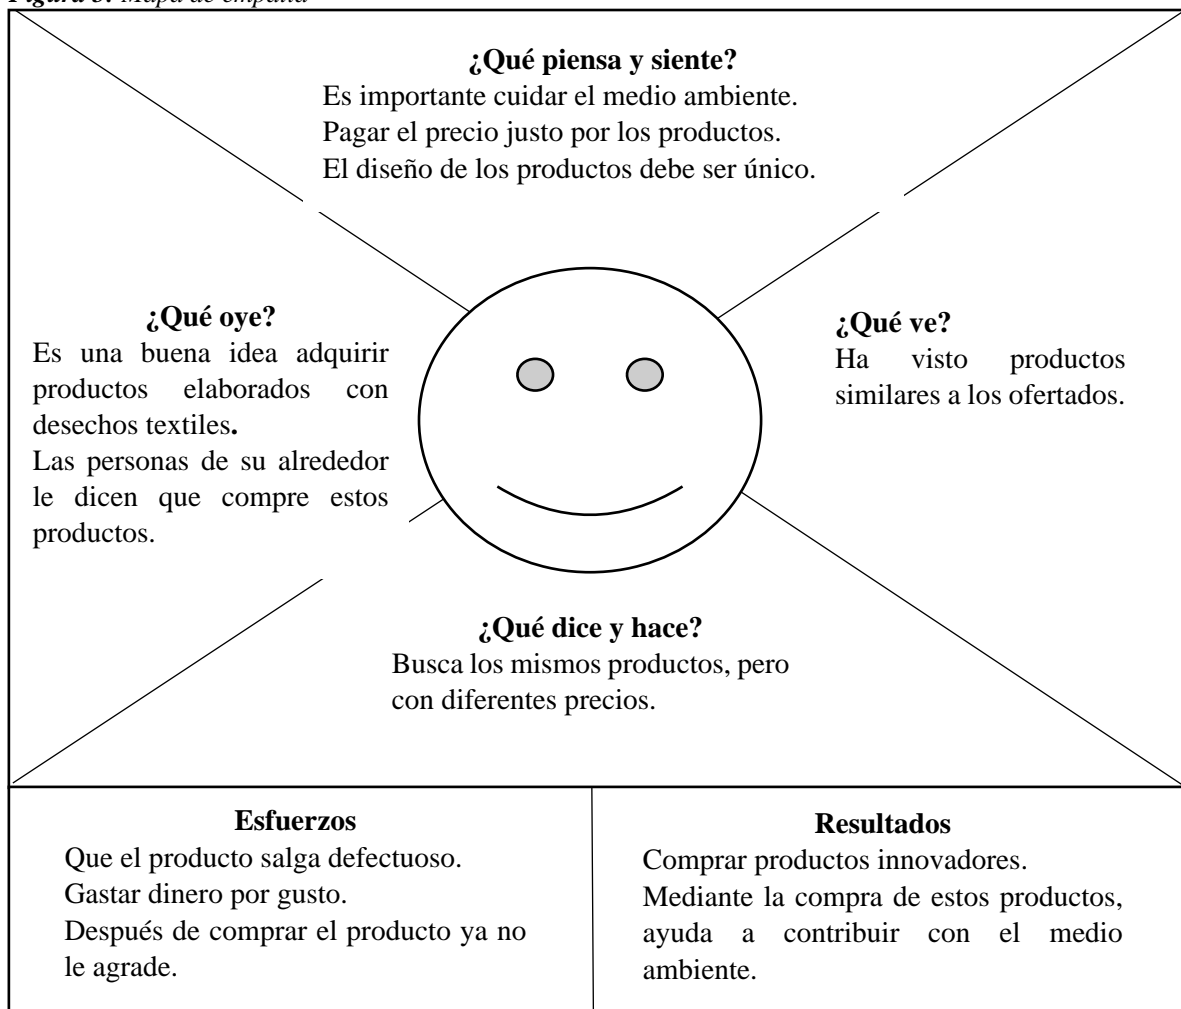 Figura 3. Mapa de empatía
¿Qué piensa y siente?
Es importante cuidar el medio ambiente.
Pagar el precio justo por los productos.
El diseño de los productos debe ser único.
¿Qué oye?
Es una buena idea adquirir
productos elaborados con
desechos textiles.
Las personas de su alrededor
le dicen que compre estos
productos.
¿Qué ve?
Ha visto productos
similares a los ofertados.
¿Qué dice y hace?
Busca los mismos productos, pero
con diferentes precios.
Esfuerzos
Que el producto salga defectuoso.
Gastar dinero por gusto.
Después de comprar el producto ya no
le agrade.
Resultados
Comprar productos innovadores.
Mediante la compra de estos productos,
ayuda a contribuir con el medio
ambiente.